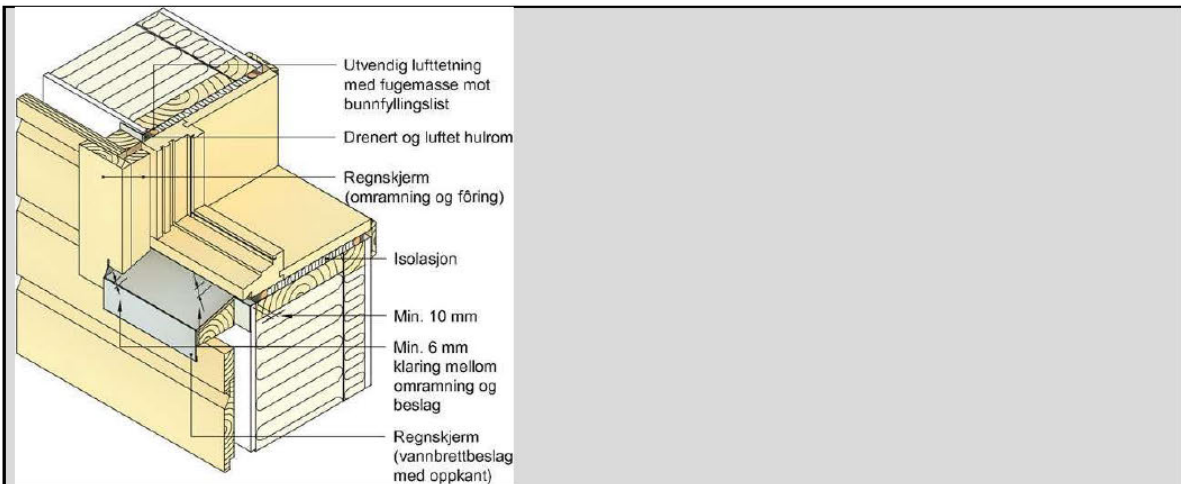 Utvendig lufttetning
med fugemasse mot
bunnfyllingslist
Drenert og luftet hulrom
Regnskjerm
(omramning og fôring)
Isolasjon
Min. 10 mm
Min. 6 mm
klaring mellom
omramning og
beslag
Regnskjerm
(vannbrettbeslag
med oppkant)